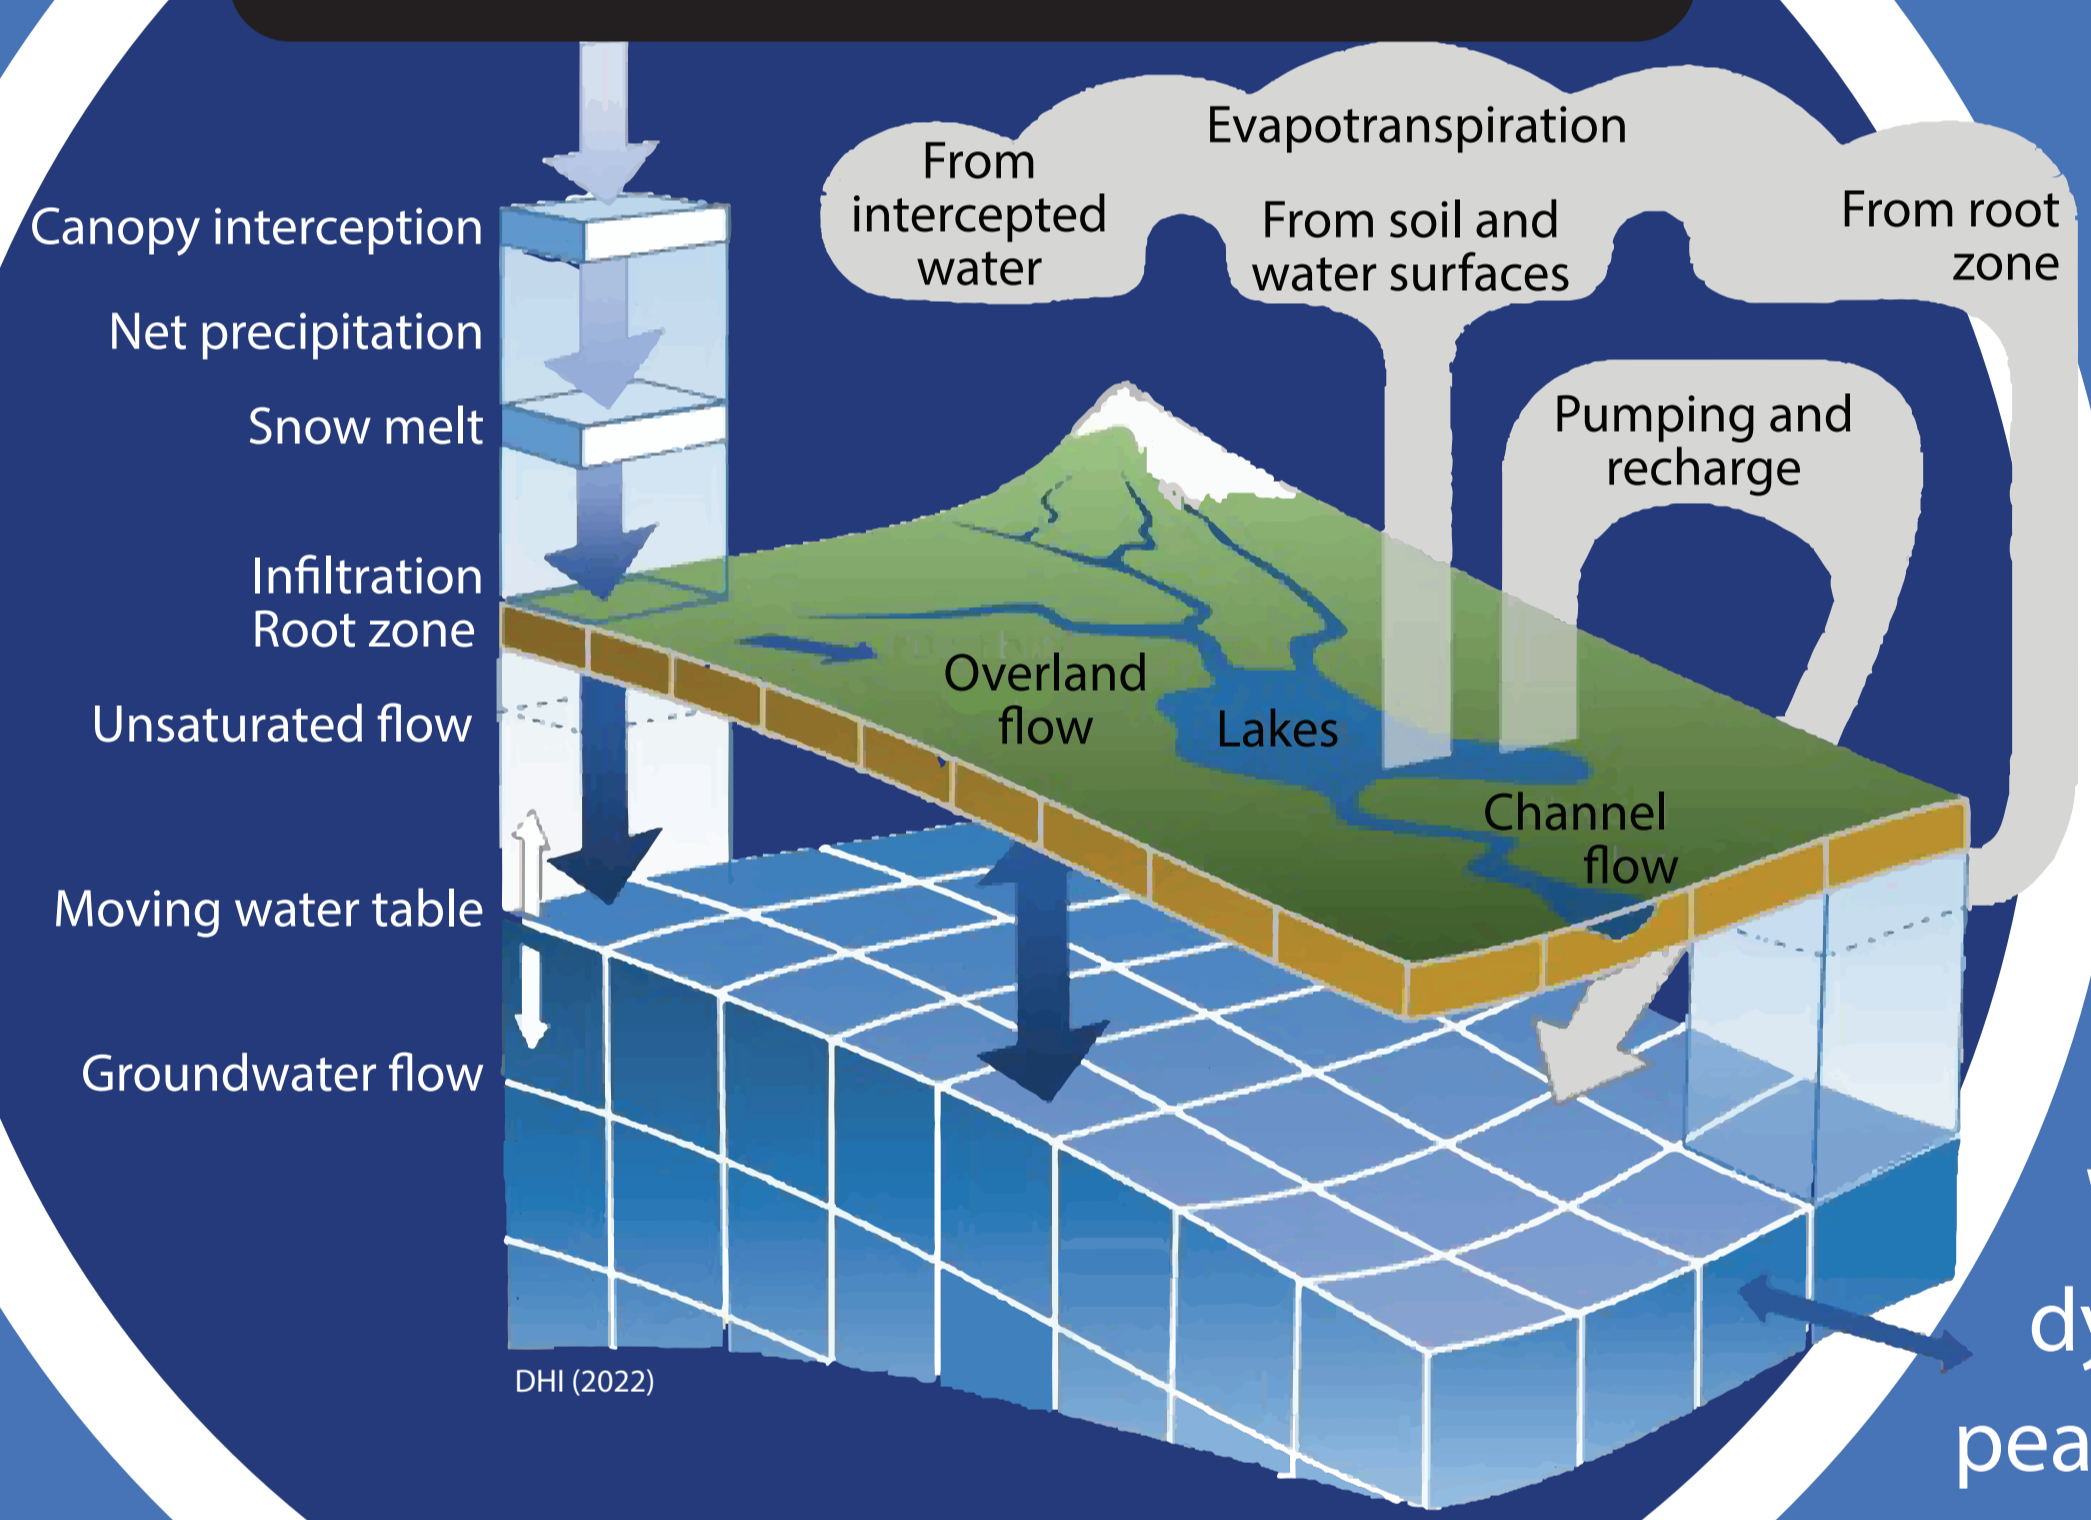 Canopy interception
Net precipitation
Snow melt
Infiltration
Root zone
Unsaturated flow
Moving water table
Groundwater flow
Evapotranspiration
From
intercepted
water
From soil and
water surfaces
From root
zone
Pumping and
recharge
Overland
flow
Lakes
Channel
flow
DHI (2022)
pea